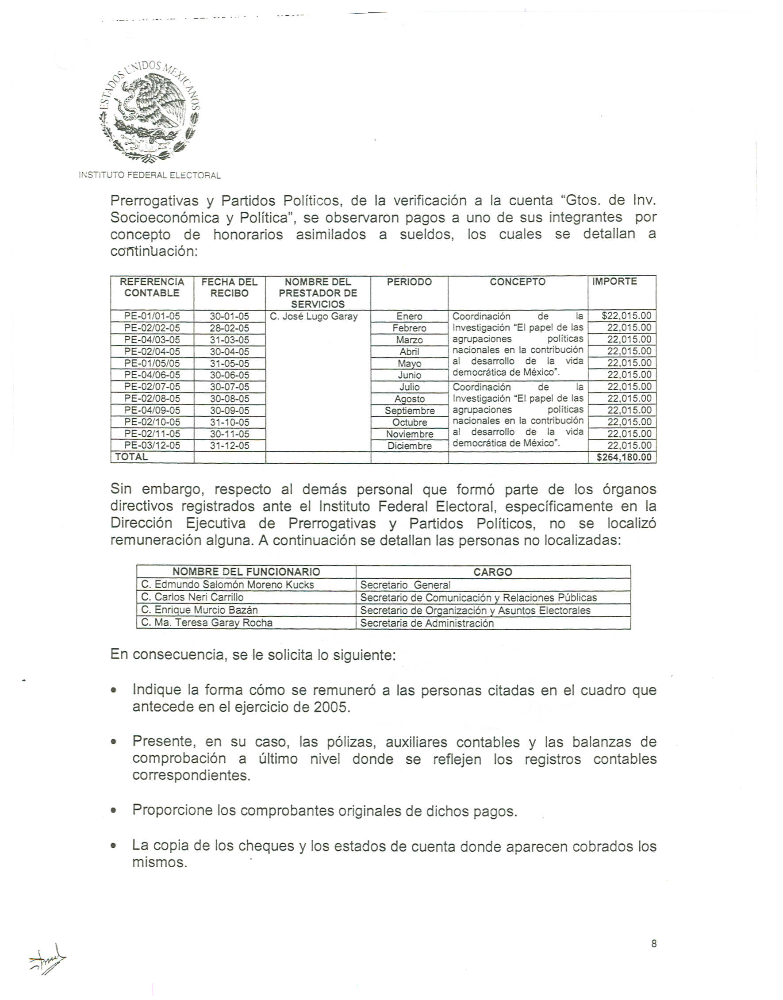 ESTADOS UNIDOS MEXICANOS
INSTITUTO FEDERAL ELECTORAL
Prerrogativas y Partidos Políticos, de la verificación a la cuenta “Gtos. de Inv.
Socioeconómica y Política”, se observaron pagos a uno de sus integrantes por
concepto de honorarios asimilados a sueldos, los cuales se detallan a
continuación:
REFERENCIA CONTABLE FECHA DEL RECIBO NOMBRE DEL PRESTADOR DE SERVICIOS PERIODO CONCEPTO IMPORTE
PE-01/01-05 30-01-05 C. José Lugo Garay Enero Coordinación de la $22,015.00
PE-02/02-05 28-02-05 Febrero Investigación “El papel de las 22,015.00
PE-04/03-05 31-03-05 Marzo agrupaciones políticas 22,015.00
PE-02/04-05 30-04-05 Abril nacionales en la contribución 22,015.00
PE-01/05/05 31-05-05 Mayo al desarrollo de la vida 22,015.00
PE-04/06-05 30-06-05 Junio democrática de México”. 22,015.00
PE-02/07-05 30-07-05 Julio Coordinación de la 22,015.00
PE-02/08-05 30-08-05 Agosto Investigación “El papel de las 22,015.00
PE-04/09-05 30-09-05 Septiembre agrupaciones políticas 22,015.00
PE-02/10-05 31-10-05 Octubre nacionales en la contribución 22,015.00
PE-02/11-05 30-11-05 Noviembre al desarrollo de la vida 22,015.00
PE-03/12-05 31-12-05 Diciembre democrática de México”. 22,015.00
TOTAL $264,180.00
Sin embargo, respecto al demás personal que formó parte de los órganos
directivos registrados ante el Instituto Federal Electoral, específicamente en la
Dirección Ejecutiva de Prerrogativas y Partidos Políticos, no se localizó
remuneración alguna. A continuación se detallan las personas no localizadas:
NOMBRE DEL FUNCIONARIO CARGO
C. Edmundo Salomón Moreno Kucks Secretario General
C. Carlos Neri Carrillo Secretario de Comunicación y Relaciones Públicas
C. Enrique Murcio Bazán Secretario de Organización y Asuntos Electorales
C. Ma. Teresa Garay Rocha Secretaria de Administración
En consecuencia, se le solicita lo siguiente:
• Indique la forma cómo se remuneró a las personas citadas en el cuadro que
antecede en el ejercicio de 2005.
• Presente, en su caso, las pólizas, auxiliares contables y las balanzas de
comprobación a último nivel donde se reflejen los registros contables
correspondientes.
• Proporcione los comprobantes originales de dichos pagos.
• La copia de los cheques y los estados de cuenta donde aparecen cobrados los
mismos.
8